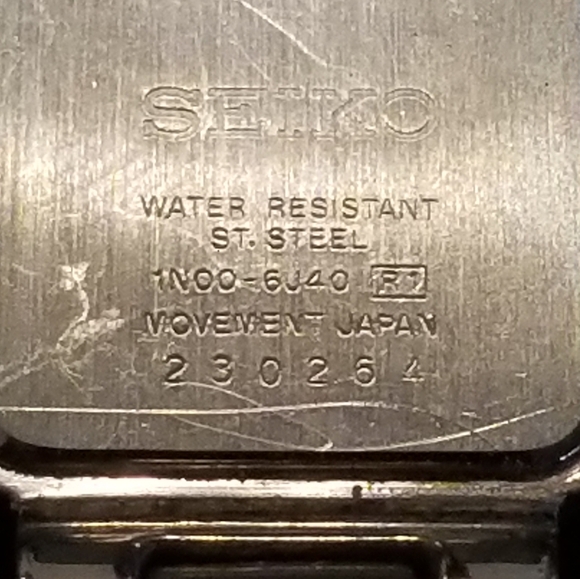 SEIKO
WATER RESISTANT
ST. STEEL
1N00-6J40 R1
MOVEMENT JAPAN
230264